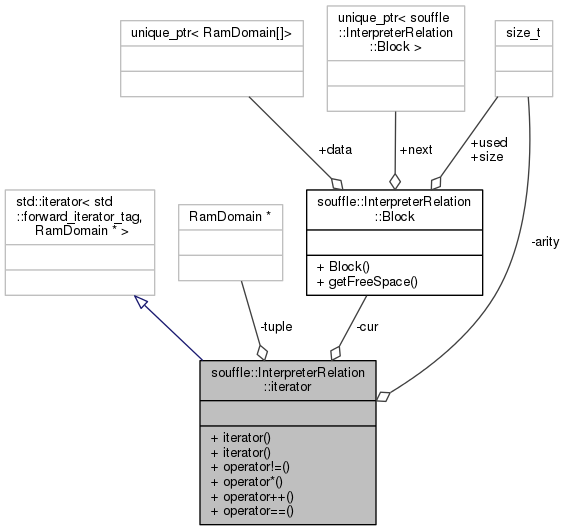 unique_ptr< RamDomain[]>
unique_ptr< souffle
::InterpreterRelation
::Block >
size_t
+data
+next
+used
+size
std::iterator< std
::forward_iterator_tag,
RamDomain * >
RamDomain *
souffle::InterpreterRelation
::Block
+ Block()
+ getFreeSpace()
-arity
-tuple
-cur
souffle::InterpreterRelation
::iterator
+ iterator()
+ iterator()
+ operator!=()
+ operator*()
+ operator++()
+ operator==()